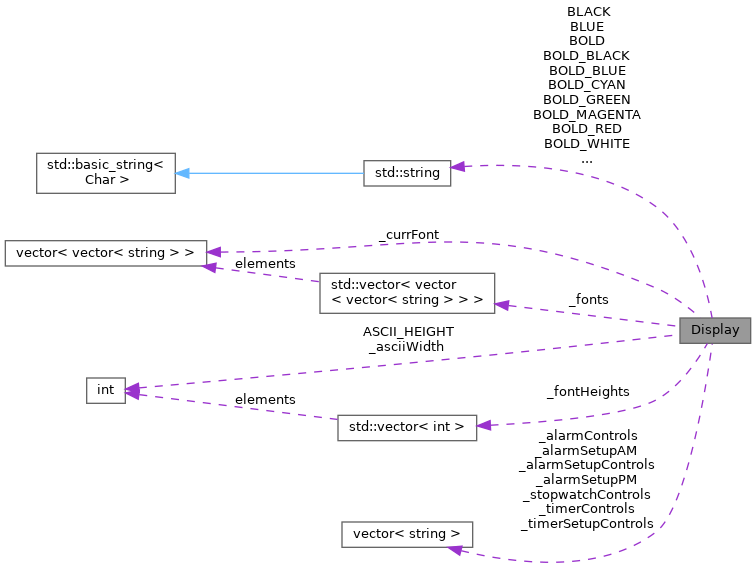 BLACK
BLUE
BOLD
BOLD_BLACK
BOLD_BLUE
BOLD_CYAN
BOLD_GREEN
BOLD_MAGENTA
BOLD_RED
BOLD_WHITE
...
std::basic_string<
Char >
std::string
_currFont
vector< vector< string > >
elements
std::vector< vector
< vector< string > > >
_fonts
Display
ASCII_HEIGHT
_asciiWidth
int
elements
std::vector< int >
_fontHeights
_alarmControls
_alarmSetupAM
_alarmSetupControls
_alarmSetupPM
_stopwatchControls
_timerControls
_timerSetupControls
vector< string >